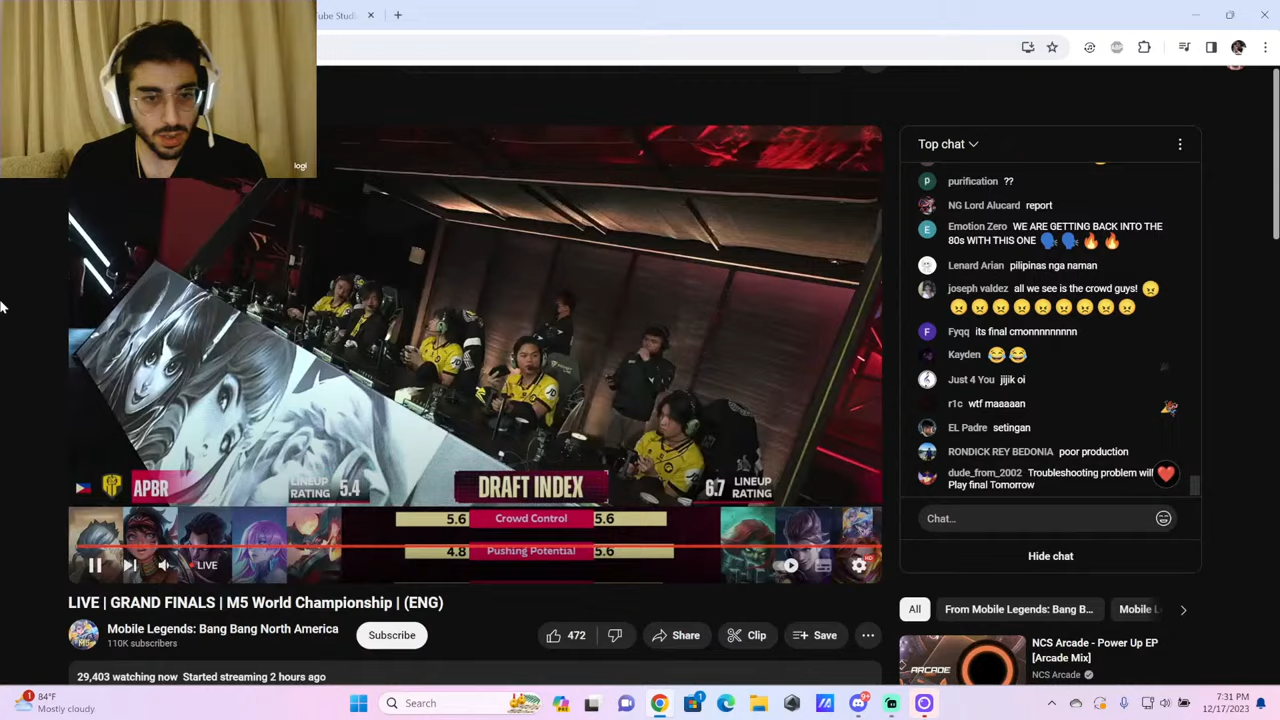 ube Studi
logi
Top chat
purification ??
NG Lord Alucard report
Emotion Zero WE ARE GETTING BACK INTO THE
80s WITH THIS ONE 🗣️ 🗣️ 🔥 🔥
Lenard Arian pilipinas nga naman
joseph valdez all we see is the crowd guys! 😠
😠 😠 😠 😠 😠 😠 😠 😠 😠
Fyqq its final cmonnnnnnnn
Kayden 😂 😂
Just 4 You jijik oi
r1c wtf maaaaan
EL Padre setingan
RONDICK REY BEDONIA poor production
dude_from_2002 Troubleshooting problem will
Play final Tomorrow
Chat...
Hide chat
APBR
LINEUP
RATING 5.4
DRAFT INDEX
6.7 LINEUP
RATING
5.6 Crowd Control 5.6
4.8 Pushing Potential 5.6
LIVE
HD
LIVE | GRAND FINALS | M5 World Championship | (ENG)
Mobile Legends: Bang Bang North America
110K subscribers
Subscribe
472
Share
Clip
Save
29,403 watching now Started streaming 2 hours ago
All
From Mobile Legends: Bang B...
Mobile L
ARCADE
NCS Arcade - Power Up EP
[Arcade Mix]
NCS Arcade
84°F
Mostly cloudy
Search
7:31 PM
12/17/2023